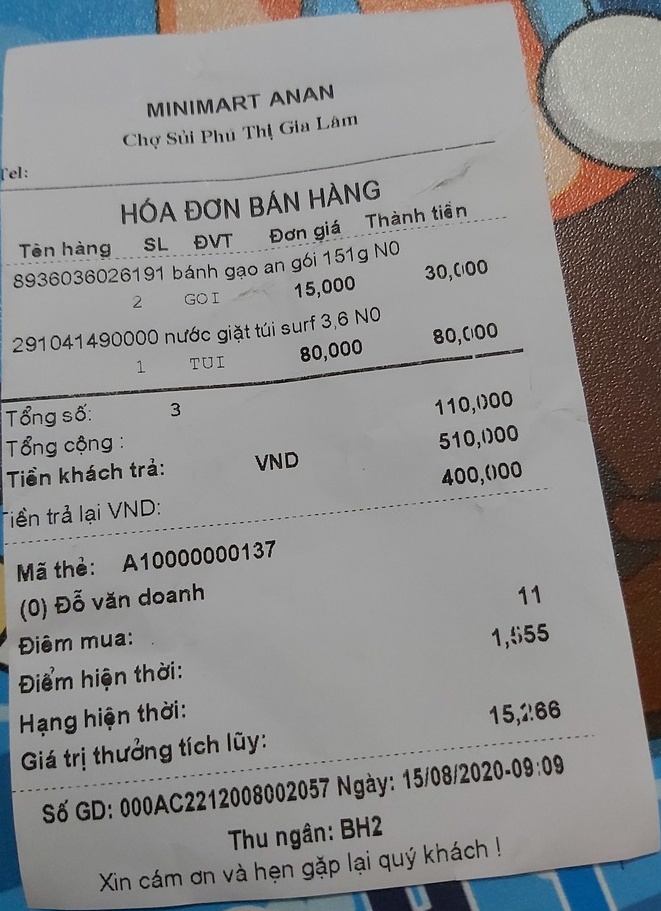 MINIMART ANAN
Chợ Sủi Phú Thị Gia Lâm
Tel:
HÓA ĐƠN BÁN HÀNG
Tên hàng SL ĐVT Đơn giá Thành tiền
8936036026191 bánh gạo an gói 151g N0
2 GOI 15,000 30,000
291041490000 nước giặt túi surf 3,6 N0
1 TUI 80,000 80,000
Tổng số: 3
Tổng cộng : 110,000
Tiền khách trả: VND 510,000
Tiền trả lại VND: 400,000
Mã thẻ: A10000000137
(0) Đỗ văn doanh
Điểm mua: 11
Điểm hiện thời: 1,555
Hạng hiện thời:
Giá trị thưởng tích lũy: 15,266
Số GD: 000AC2212008002057 Ngày: 15/08/2020-09:09
Thu ngân: BH2
Xin cám ơn và hẹn gặp lại quý khách !